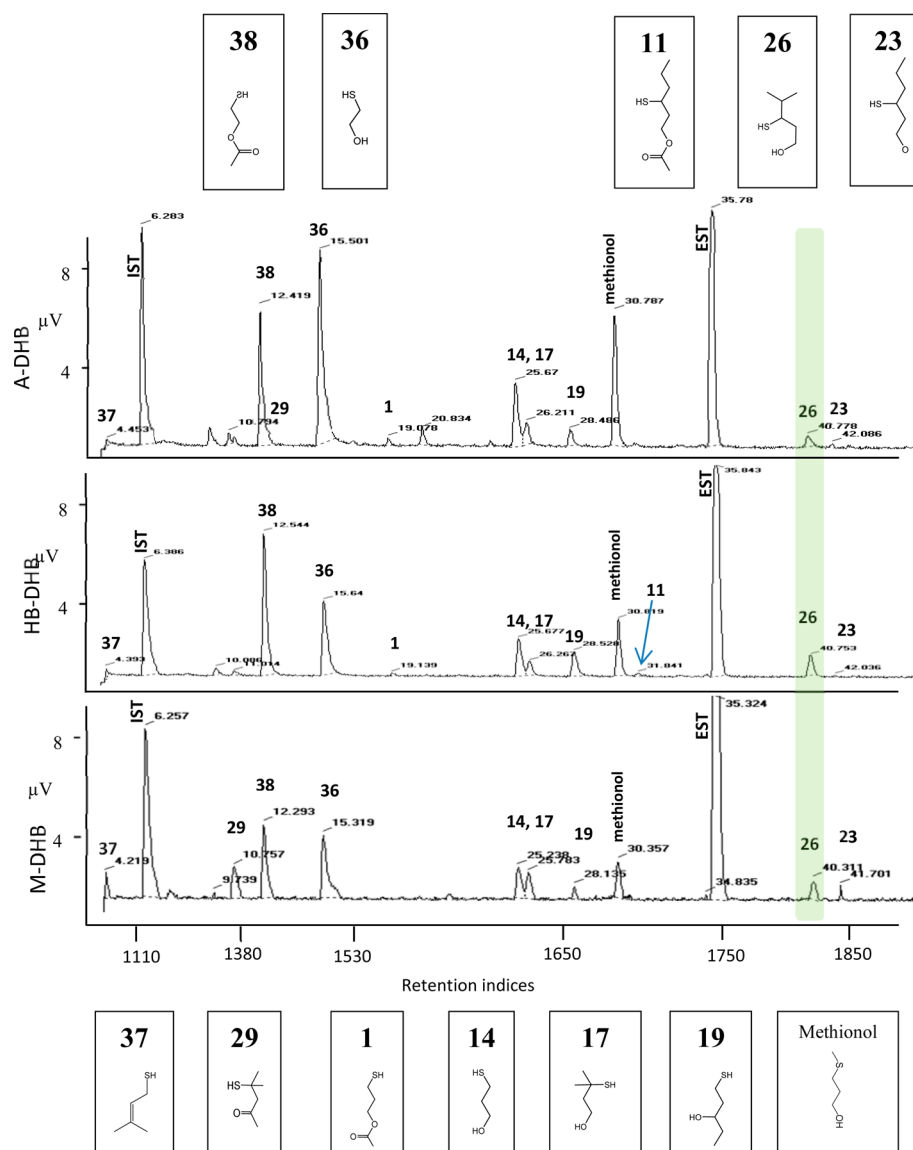 38 36 11 26 23
HS HS HS HS HS
O O OH O O HO O
A-DHB
µV
8
4
37 4.453
IST 6.283
10.794
38 12.419
29
36 15.501
1 19.078
20.834
14, 17 25.67
26.211
19 28.486
methionol 30.787
EST 35.78
26 40.778
23 42.086
HB-DHB
µV
8
4
37 4.393
IST 6.386
38 12.544
36 15.64
1 19.139
14, 17 25.677
26.267
19 28.528
methionol 30.819
11 31.841
EST 35.843
26 40.753
23 42.036
M-DHB
µV
8
4
37 4.219
IST 6.257
9.739
29 10.757
38 12.293
36 15.319
14, 17 25.238
25.783
19 28.135
methionol 30.357
34.835
EST 35.324
26 40.311
23 41.701
1110 1380 1530 1650 1750 1850
Retention indices
37 29 1 14 17 19 Methionol
SH HS O SH O O HS HO SH HO SH HO S OH